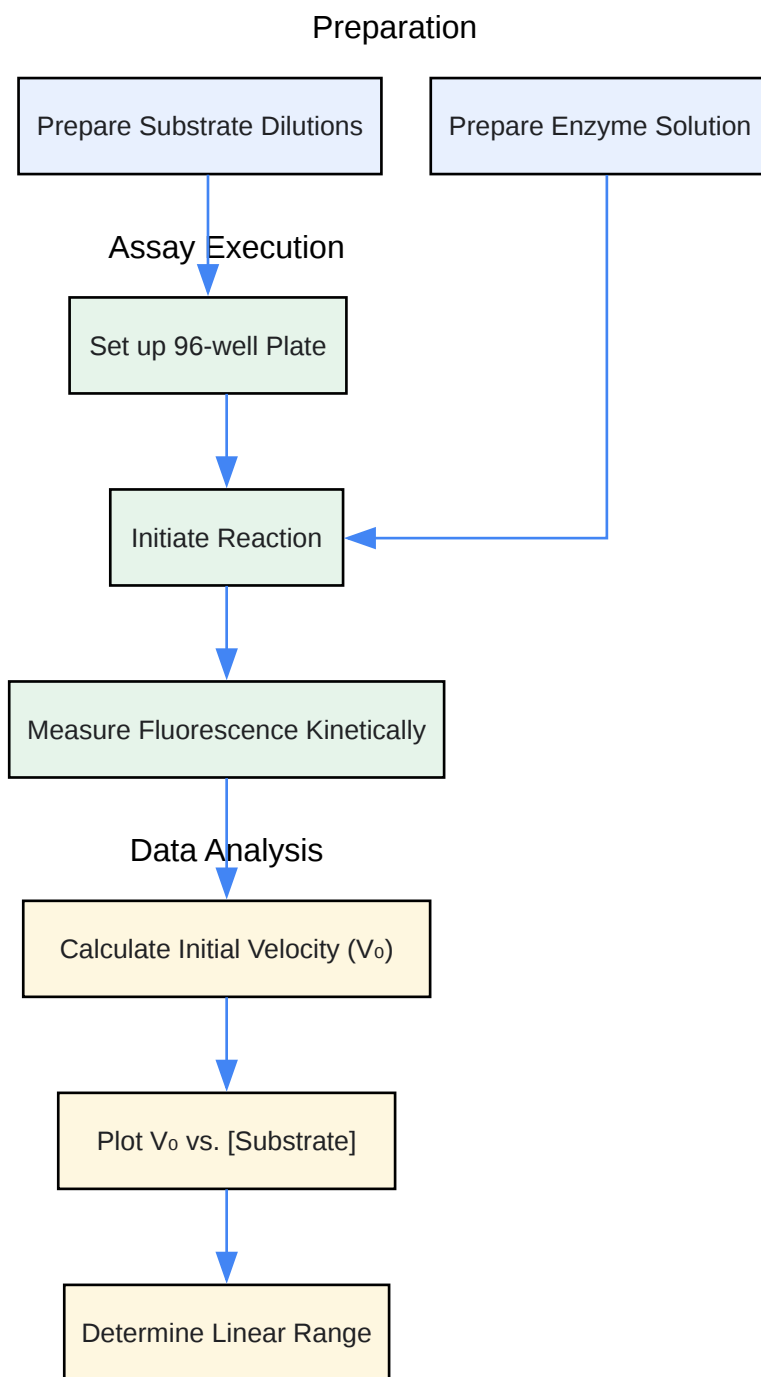 Preparation
Prepare Substrate Dilutions
Prepare Enzyme Solution
Assay Execution
Set up 96-well Plate
Initiate Reaction
Measure Fluorescence Kinetically
Data Analysis
Calculate Initial Velocity (V₀)
Plot V₀ vs. [Substrate]
Determine Linear Range